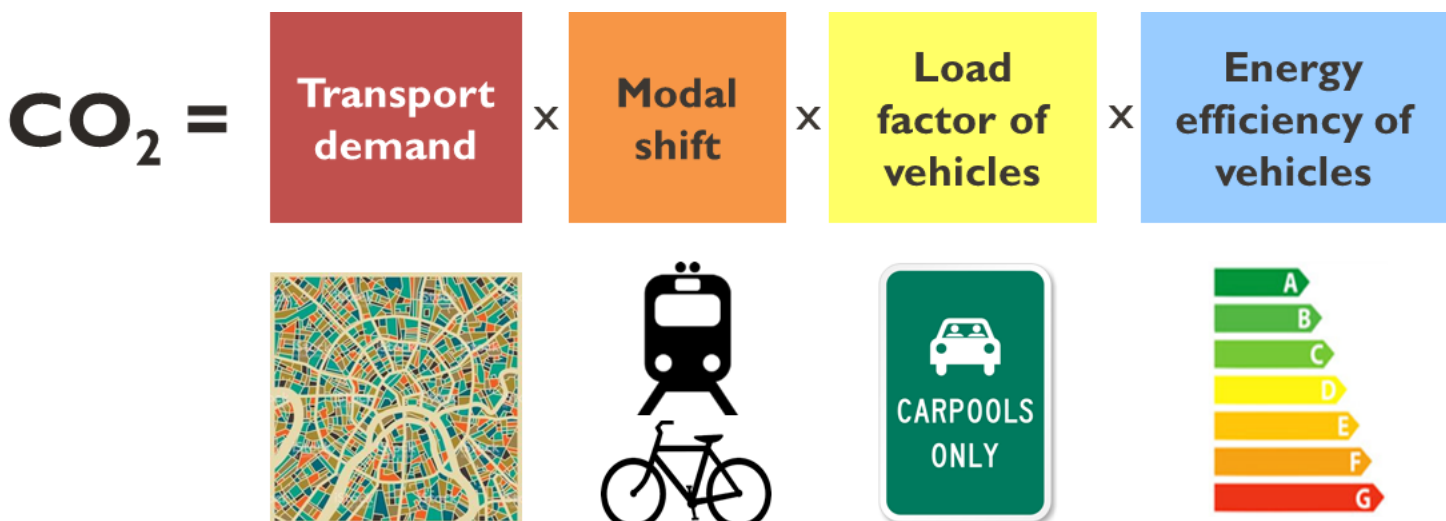 CO₂ =
Transport
demand
x
Modal
shift
x
Load
factor of
vehicles
x
Energy
efficiency of
vehicles
CARPOOLS
ONLY
A
B
C
D
E
F
G